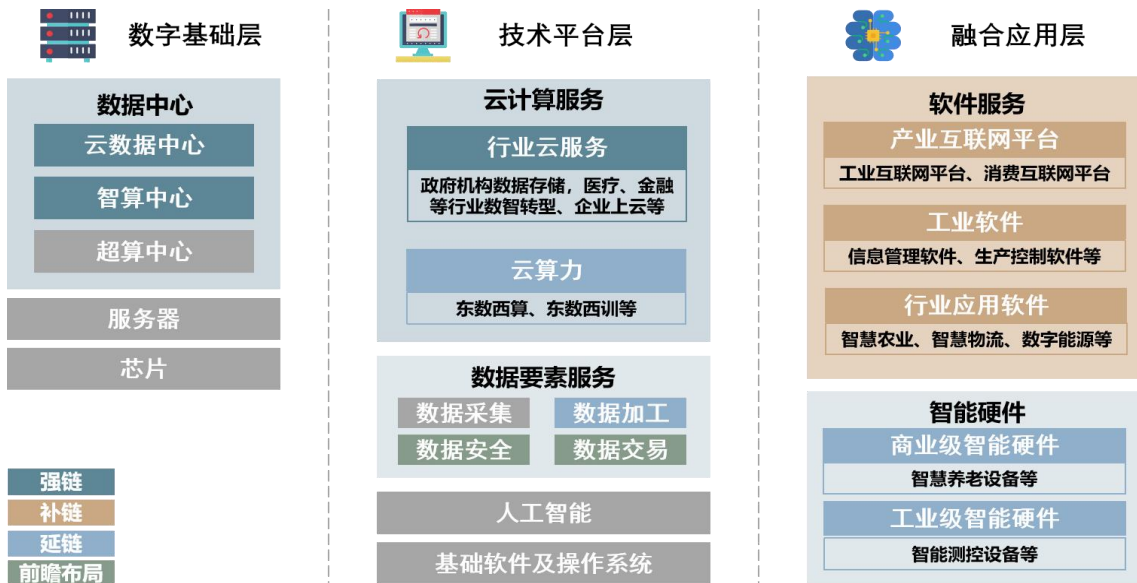 数字基础层
数据中心
云数据中心
智算中心
超算中心
服务器
芯片
强链
补链
延链
前瞻布局
技术平台层
云计算服务
行业云服务
政府机构数据存储，医疗、金融
等行业数智转型、企业上云等
云算力
东数西算、东数西训等
数据要素服务
数据采集
数据加工
数据安全
数据交易
人工智能
基础软件及操作系统
融合应用层
软件服务
产业互联网平台
工业互联网平台、消费互联网平台
工业软件
信息管理软件、生产控制软件等
行业应用软件
智慧农业、智慧物流、数字能源等
智能硬件
商业级智能硬件
智慧养老设备等
工业级智能硬件
智能测控设备等